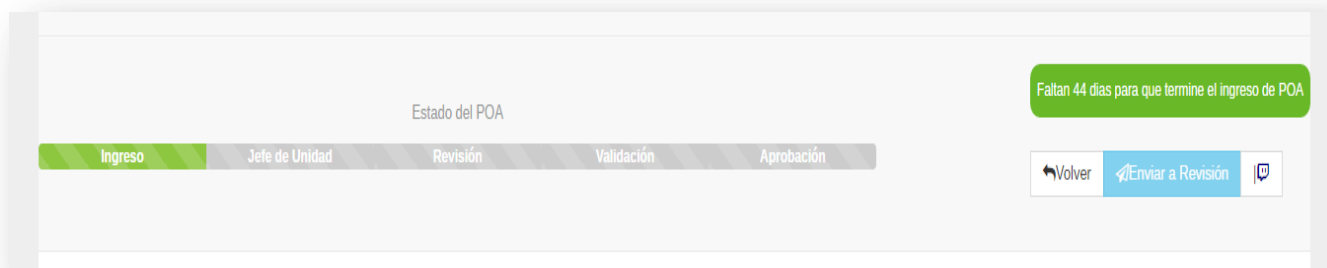 Faltan 44 dias para que termine el ingreso de POA
Estado del POA
Ingreso Jefe de Unidad Revisión Validación Aprobación
Volver Enviar a Revisión